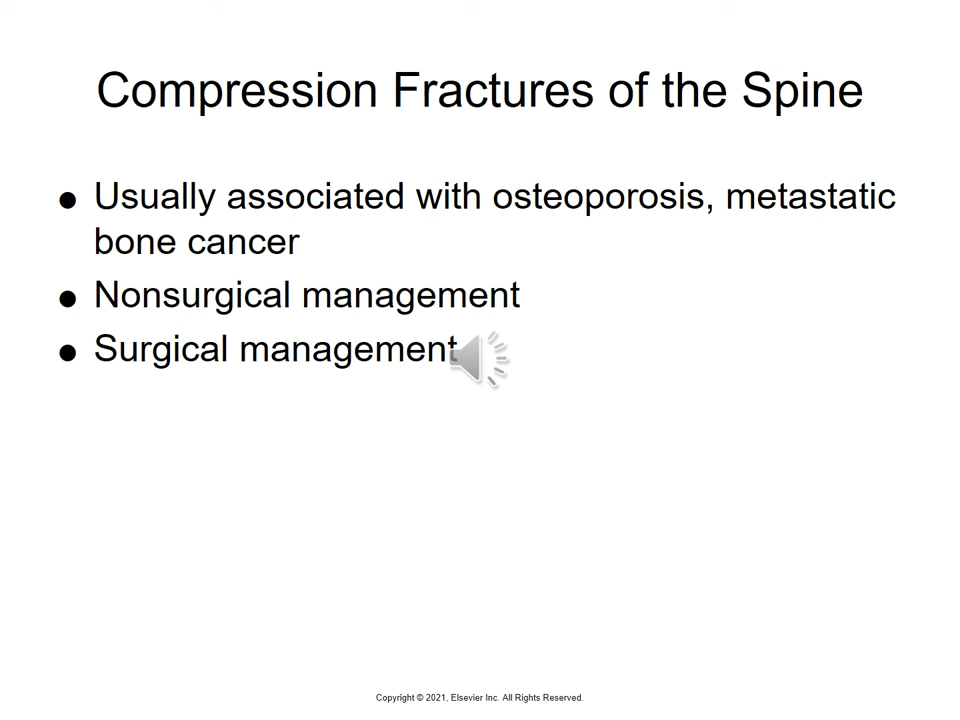 Compression Fractures of the Spine
● Usually associated with osteoporosis, metastatic
bone cancer
● Nonsurgical management
● Surgical management
Copyright © 2021, Elsevier Inc. All Rights Reserved.